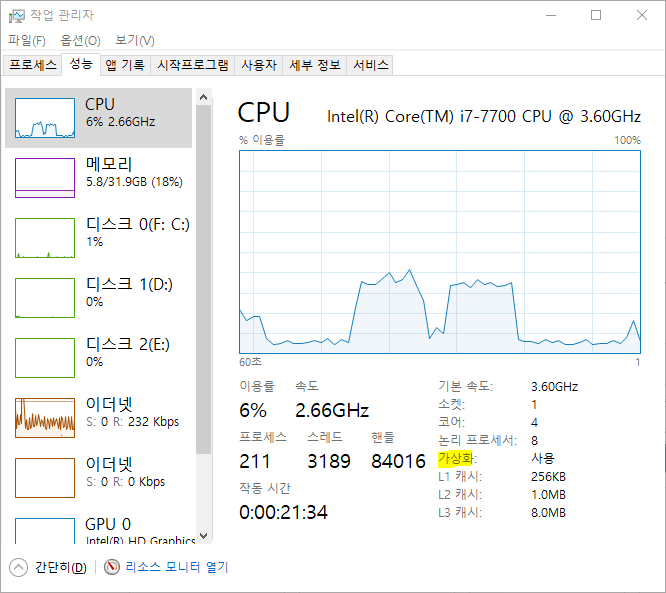 작업 관리자
파일(F) 옵션(O) 보기(V)
프로세스 성능 앱 기록 시작프로그램 사용자 세부 정보 서비스
CPU
6% 2.66GHz
메모리
5.8/31.9GB (18%)
디스크 0(F: C:)
1%
디스크 1(D:)
0%
디스크 2(E:)
0%
이더넷
S: 0 R: 232 Kbps
이더넷
S: 0 R: 0 Kbps
GPU 0
Intel(R) HD Graphics
CPU Intel(R) Core(TM) i7-7700 CPU @ 3.60GHz
% 이용률 100%
60초 1
이용률 속도
6% 2.66GHz
프로세스 스레드 핸들
211 3189 84016
작동 시간
0:00:21:34
기본 속도: 3.60GHz
소켓: 1
코어: 4
논리 프로세서: 8
가상화: 사용
L1 캐시: 256KB
L2 캐시: 1.0MB
L3 캐시: 8.0MB
간단히(D) 리소스 모니터 열기